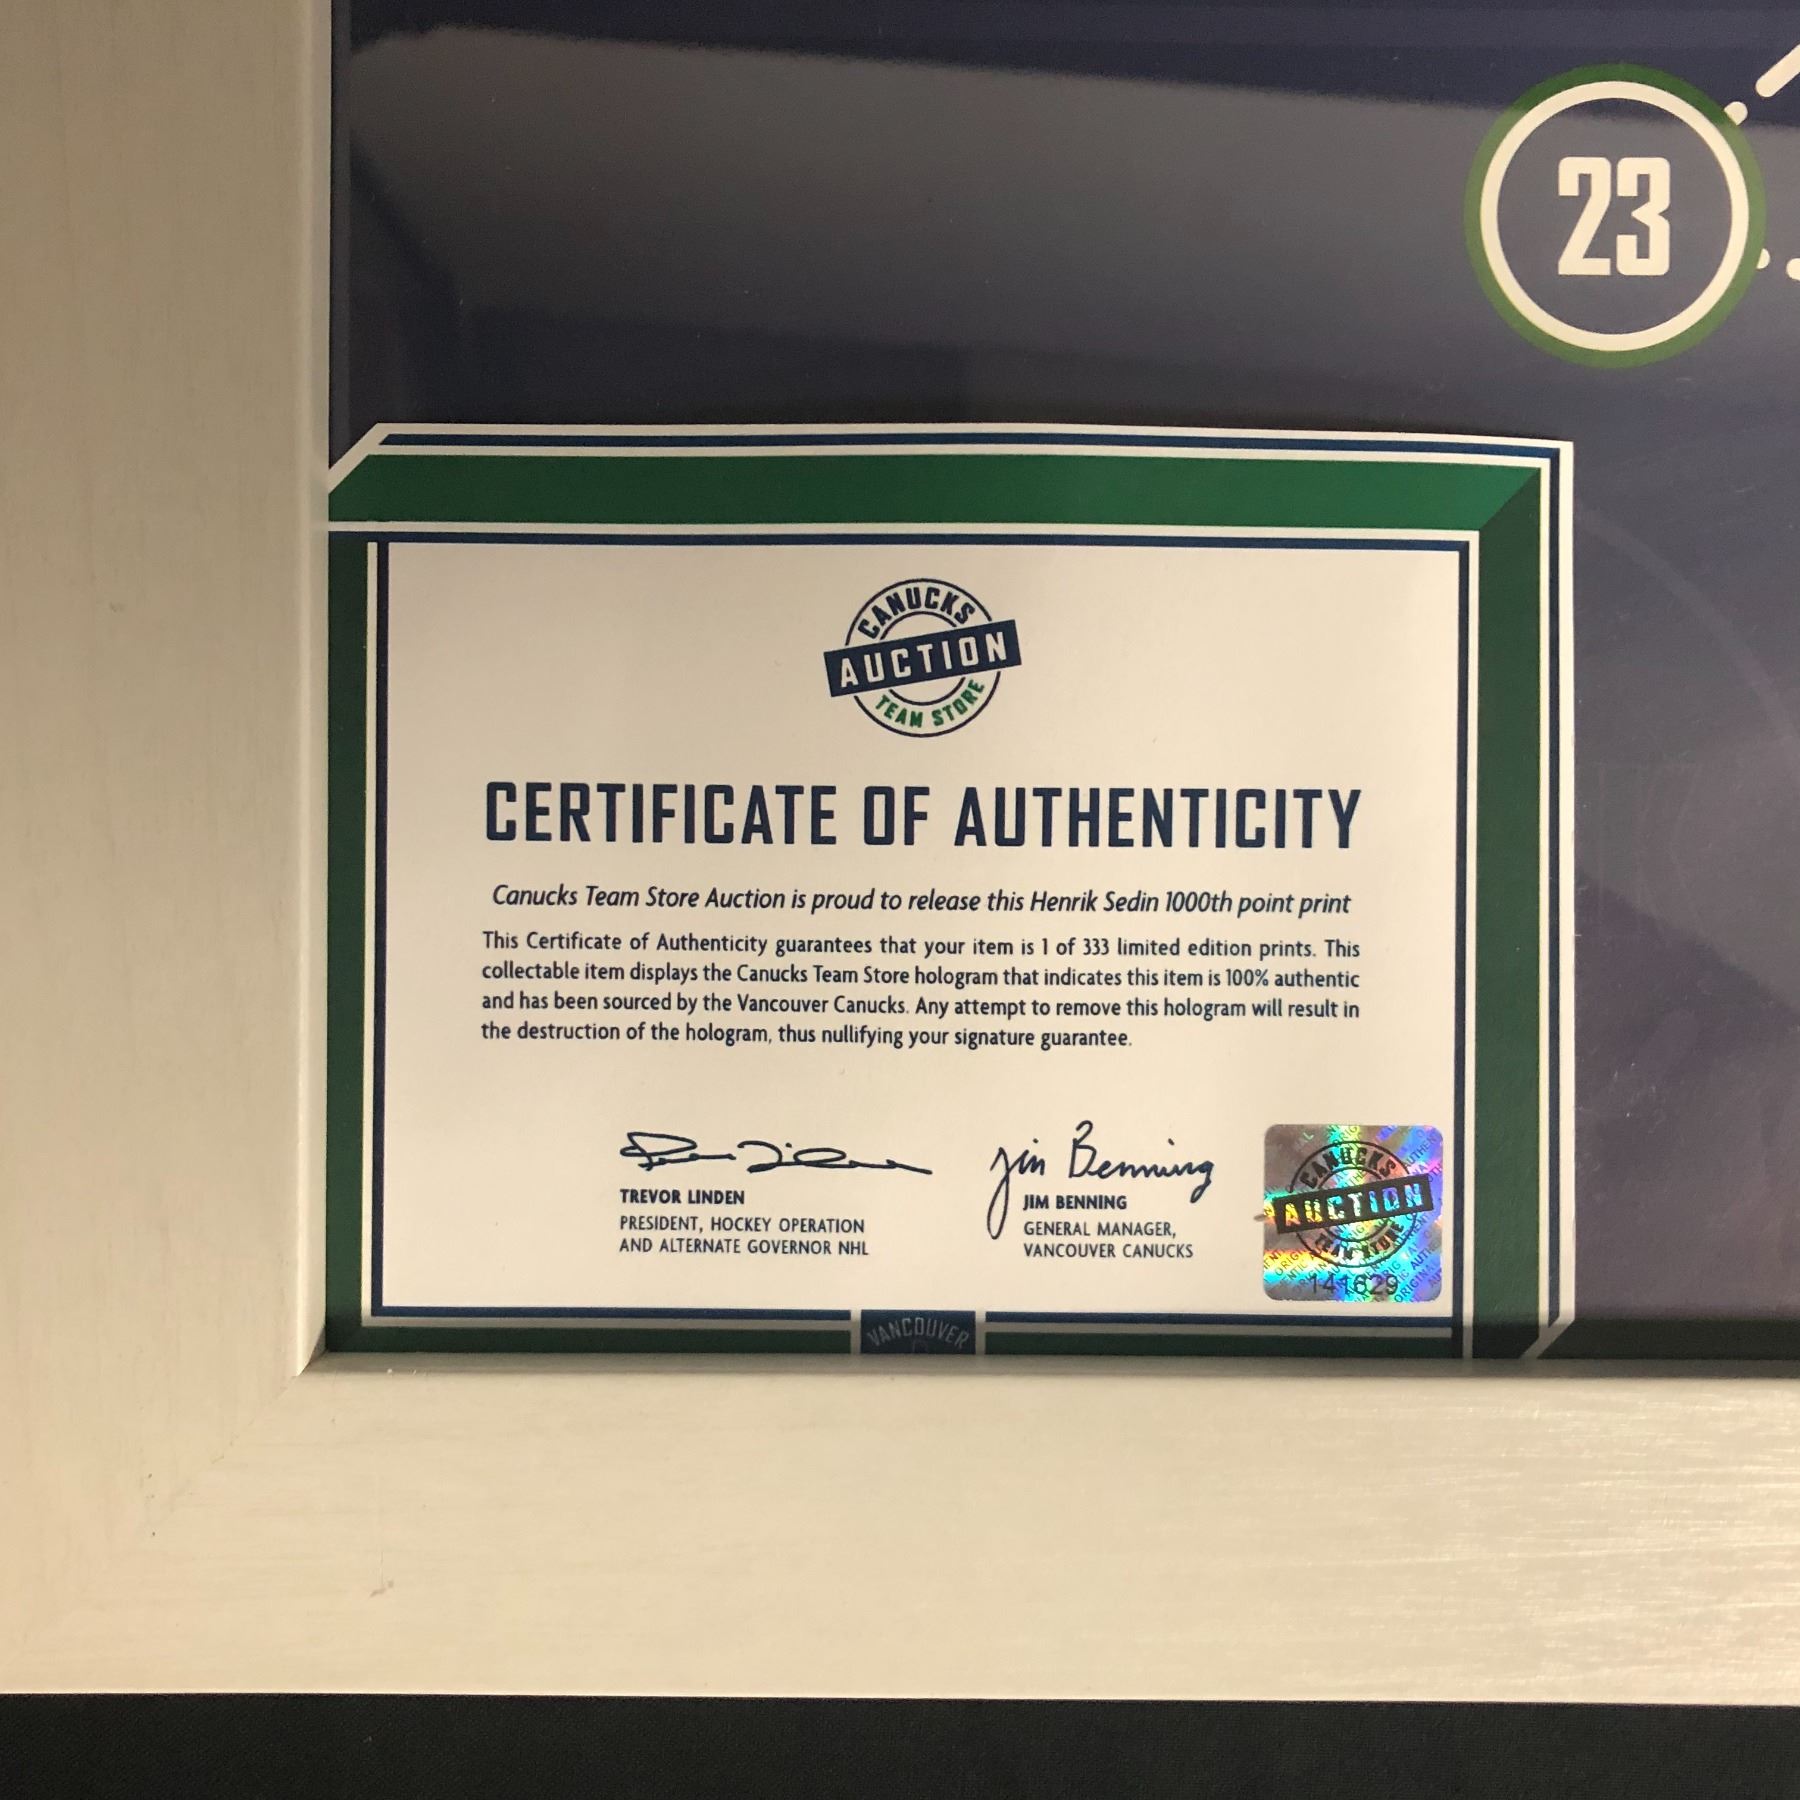 23
CANUCKS
AUCTION
TEAM STORE
CERTIFICATE OF AUTHENTICITY
Canucks Team Store Auction is proud to release this Henrik Sedin 1000th point print
This Certificate of Authenticity guarantees that your item is 1 of 333 limited edition prints. This
collectable item displays the Canucks Team Store hologram that indicates this item is 100% authentic
and has been sourced by the Vancouver Canucks. Any attempt to remove this hologram will result in
the destruction of the hologram, thus nullifying your signature guarantee.
Jim Benning
TREVOR LINDEN
PRESIDENT, HOCKEY OPERATION
AND ALTERNATE GOVERNOR NHL
JIM BENNING
GENERAL MANAGER,
VANCOUVER CANUCKS
CANUCKS
AUCTION
TEAM STORE
141629
VANCOUVER